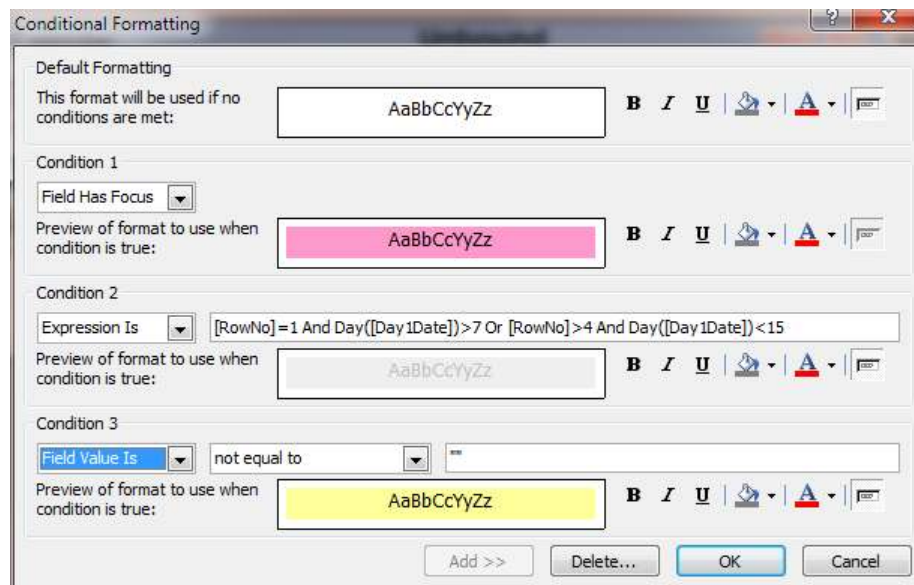 Conditional Formatting
Unbound
?
X
Default Formatting
This format will be used if no
conditions are met:
AaBbCcYyZz
B I U A
Condition 1
Field Has Focus
Preview of format to use when
condition is true:
AaBbCcYyZz
B I U A
Condition 2
Expression Is
[RowNo]=1 And Day([Day1Date])>7 Or [RowNo]>4 And Day([Day1Date])<15
Preview of format to use when
condition is true:
AaBbCcYyZz
B I U A
Condition 3
Field Value Is not equal to ""
Preview of format to use when
condition is true:
AaBbCcYyZz
B I U A
Add >> Delete... OK Cancel